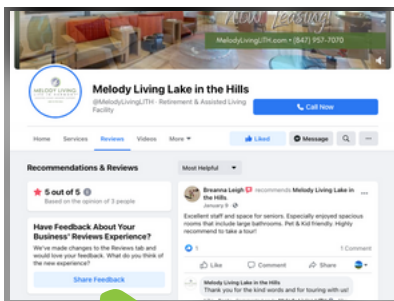 Now Leasing!
MelodyLivingLITH.com • (847) 957-7070
MELODY LIVING
Melody Living Lake in the Hills
@MelodyLivingLITH · Retirement & Assisted Living
Facility
Call Now
Home Services Reviews Videos More
Liked Message
Recommendations & Reviews
Most Helpful
5 out of 5
Based on the opinion of 3 people
Have Feedback About Your
Business' Reviews Experience?
We've made changes to the Reviews tab and
would love your feedback. What do you think of
the new experience?
Share Feedback
Breanna Leigh recommends Melody Living Lake in
the Hills.
January 9
Excellent staff and space for seniors. Especially enjoyed spacious
rooms that include large bathrooms. Pet & Kid friendly. Highly
recommend to take a tour!
1 1 Comment
Like Comment Share
Melody Living Lake in the Hills
Thank you for the kind words and for touring with us!